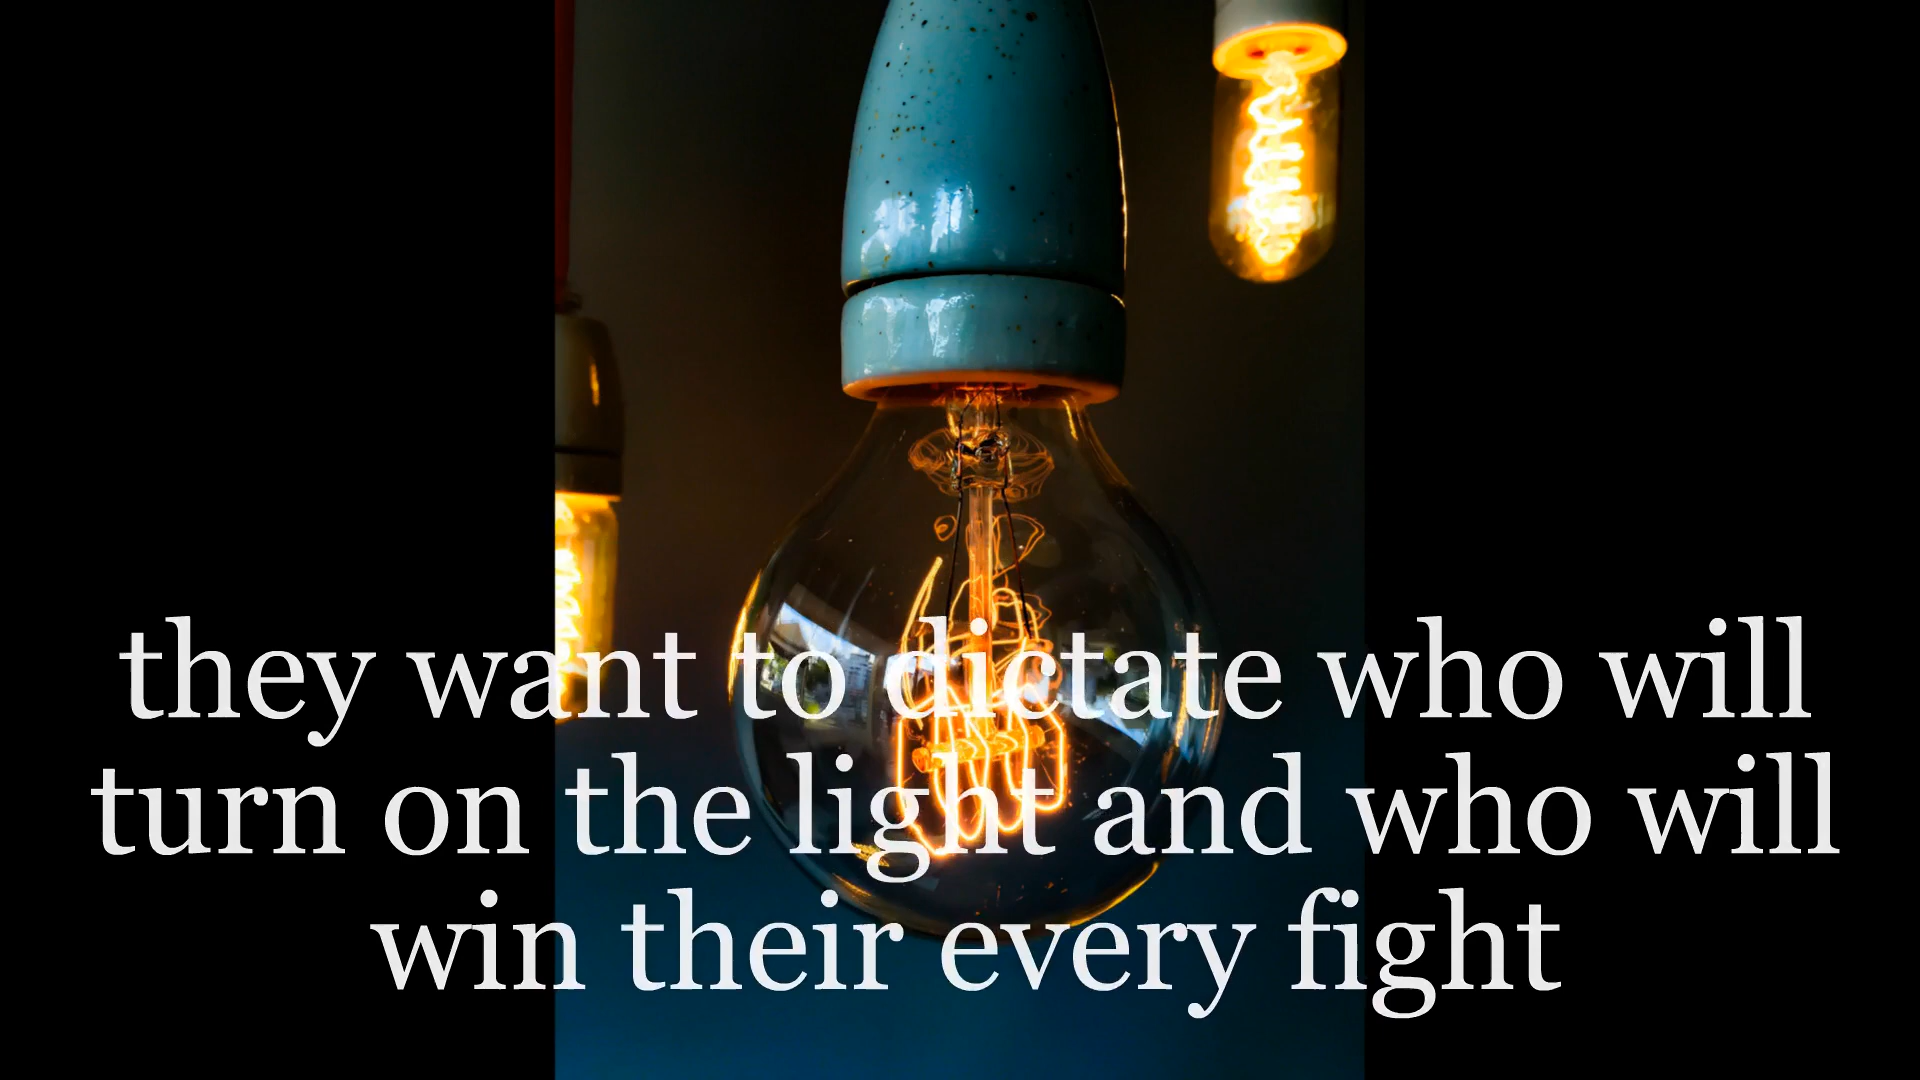 they want to dictate who will
turn on the light and who will
win their every fight